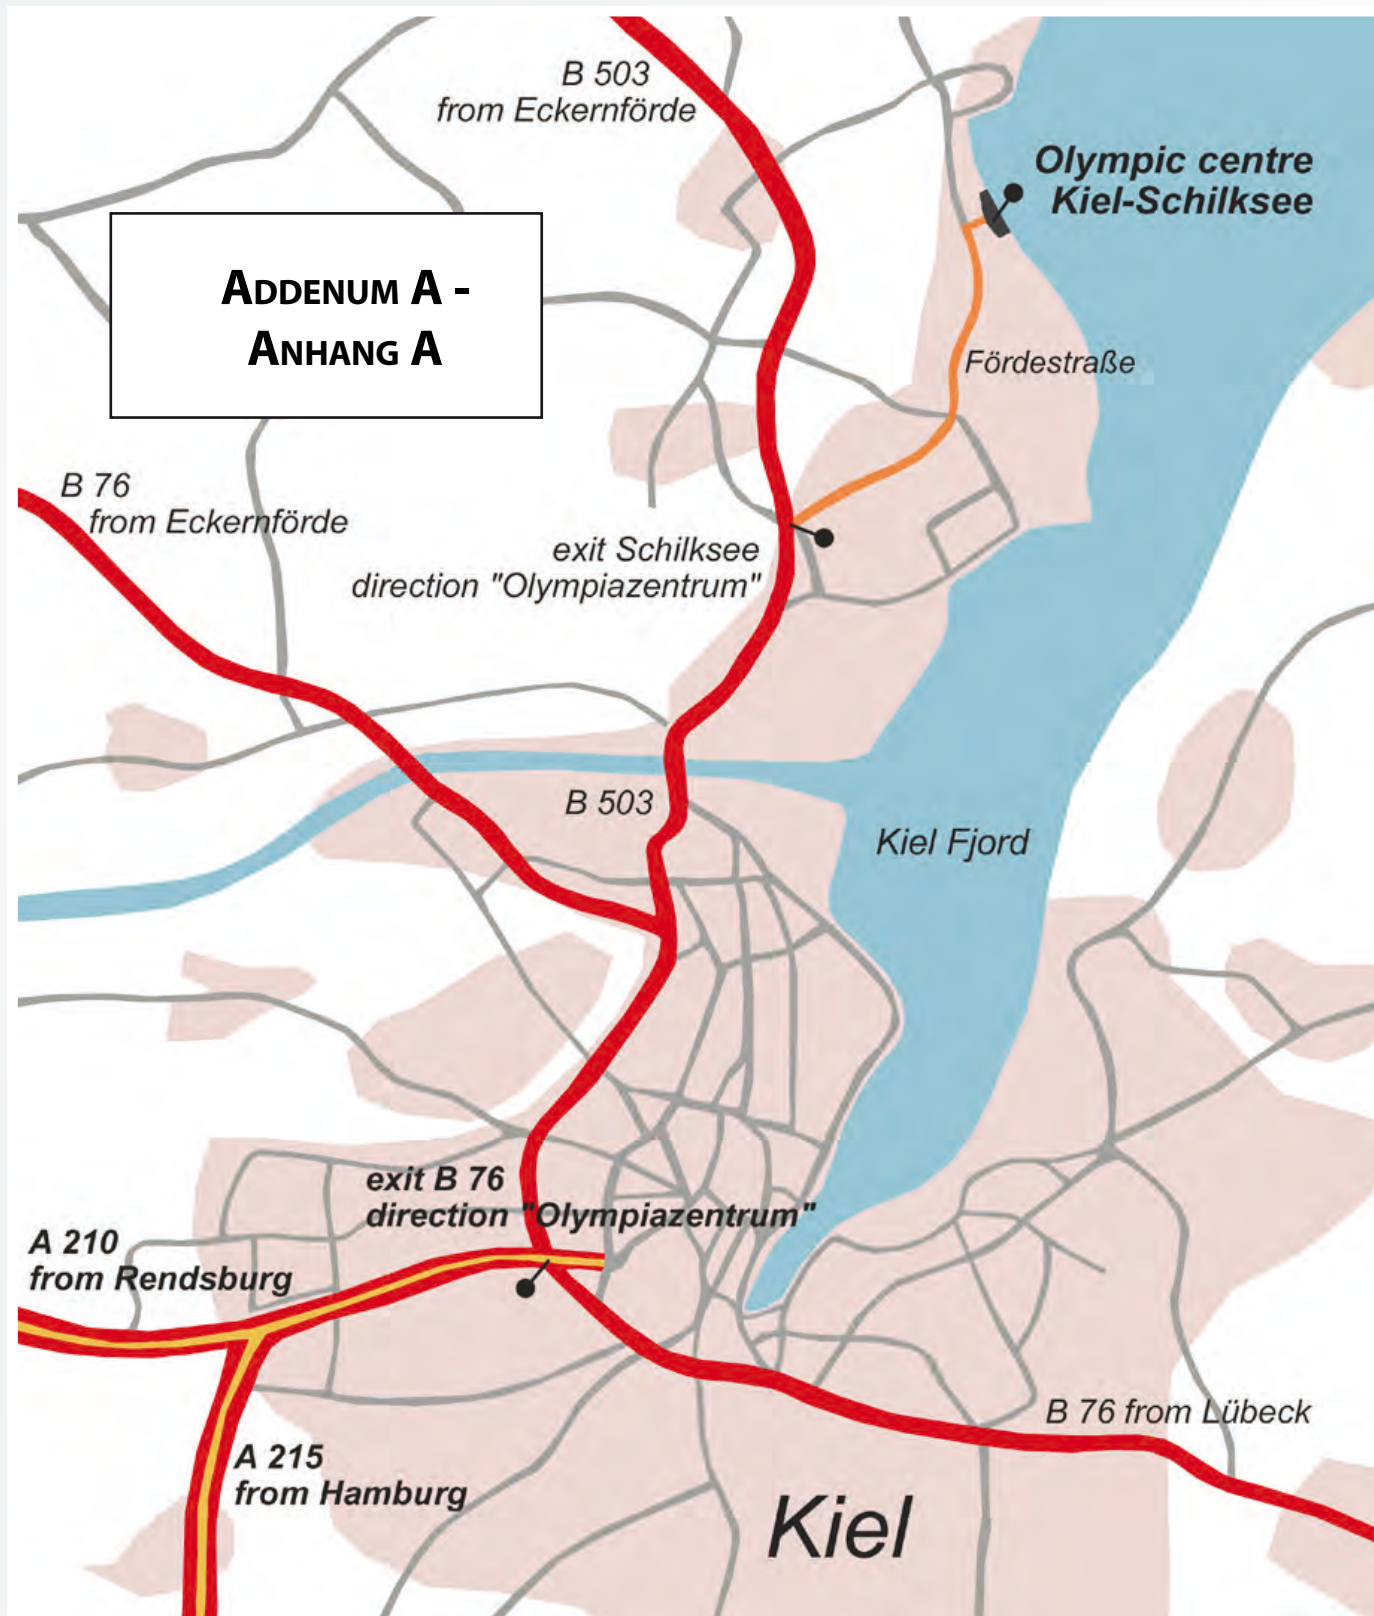 B 503
from Eckernförde
Olympic centre
Kiel-Schilksee
ADDENUM A -
ANHANG A
Fördestraße
B 76
from Eckernförde
exit Schilksee
direction "Olympiazentrum"
B 503
Kiel Fjord
exit B 76
direction "Olympiazentrum"
A 210
from Rendsburg
B 76 from Lübeck
A 215
from Hamburg
Kiel